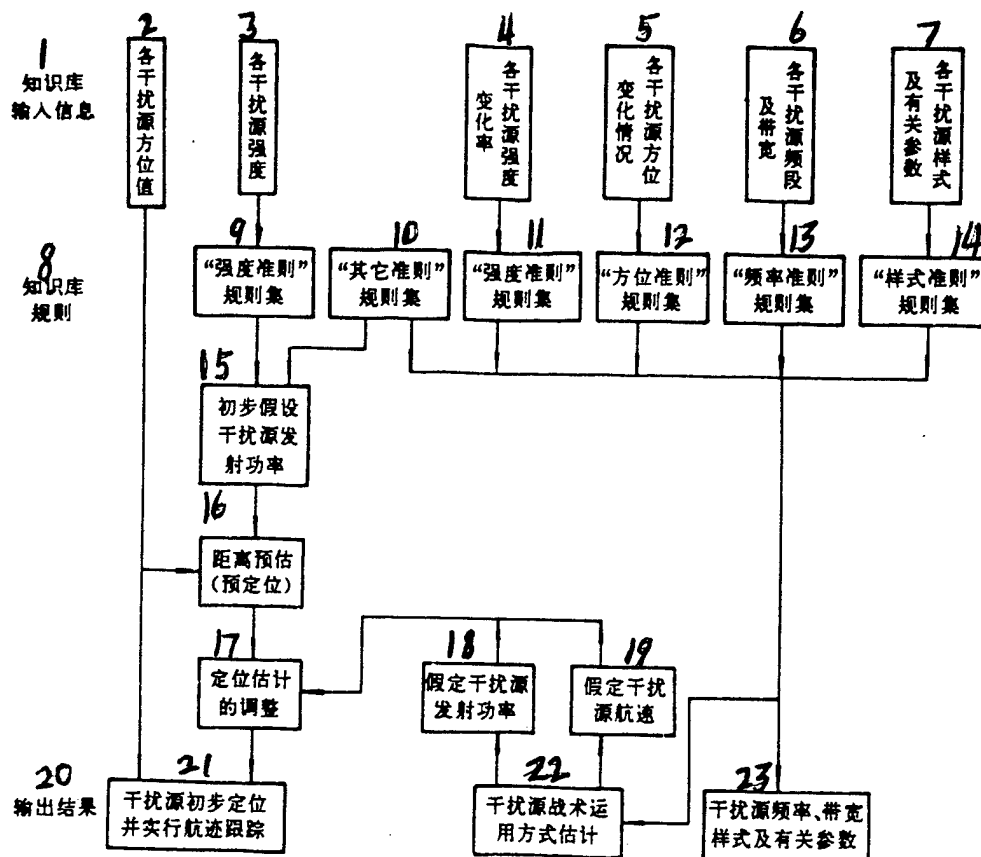 1
知识库
输入信息
2
各干扰源方位值
3
各干扰源强度
4
各干扰源强度
变化率
5
各干扰源方位
变化情况
6
各干扰源频段
及带宽
7
各干扰源样式
及有关参数
8
知识库
规则
9
“强度准则”
规则集
10
“其它准则”
规则集
11
“强度准则”
规则集
12
“方位准则”
规则集
13
“频率准则”
规则集
14
“样式准则”
规则集
15
初步假设
干扰源发
射功率
16
距离预估
(预定位)
17
定位估计
的调整
18
假定干扰源
发射功率
19
假定干扰
源航速
20
输出结果
21
干扰源初步定位
并实行航迹跟踪
22
干扰源战术运
用方式估计
23
干扰源频率、带宽
样式及有关参数